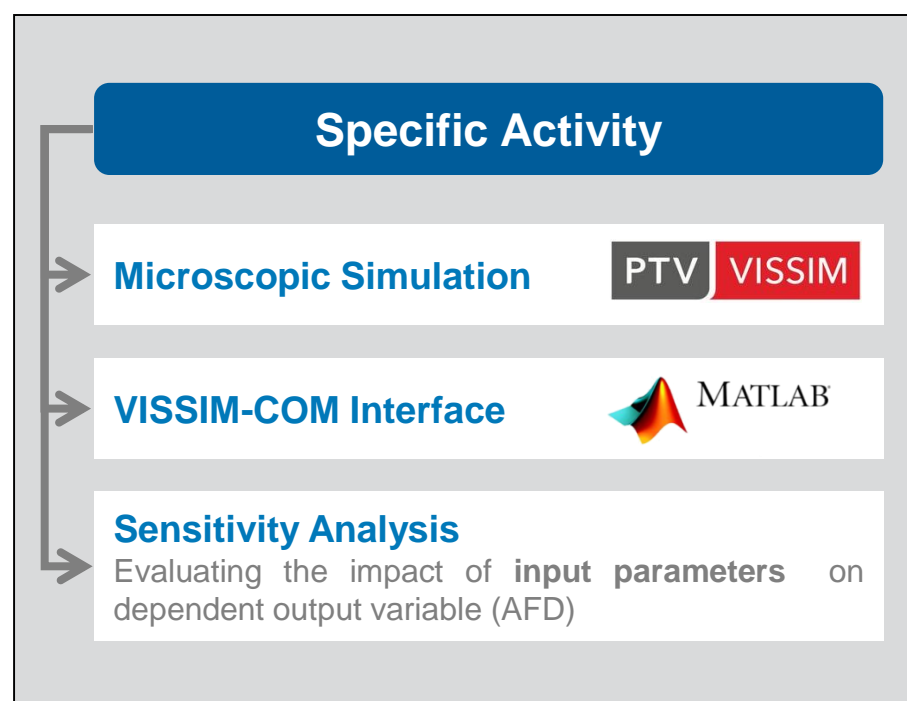 Specific Activity
Microscopic Simulation
PTV VISSIM
VISSIM-COM Interface
MATLAB
Sensitivity Analysis
Evaluating the impact of input parameters on
dependent output variable (AFD)